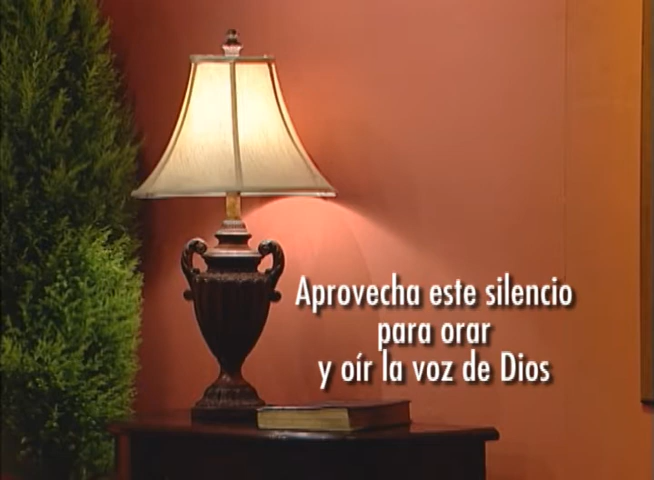 Aprovecha este silencio
para orar
y oír la voz de Dios